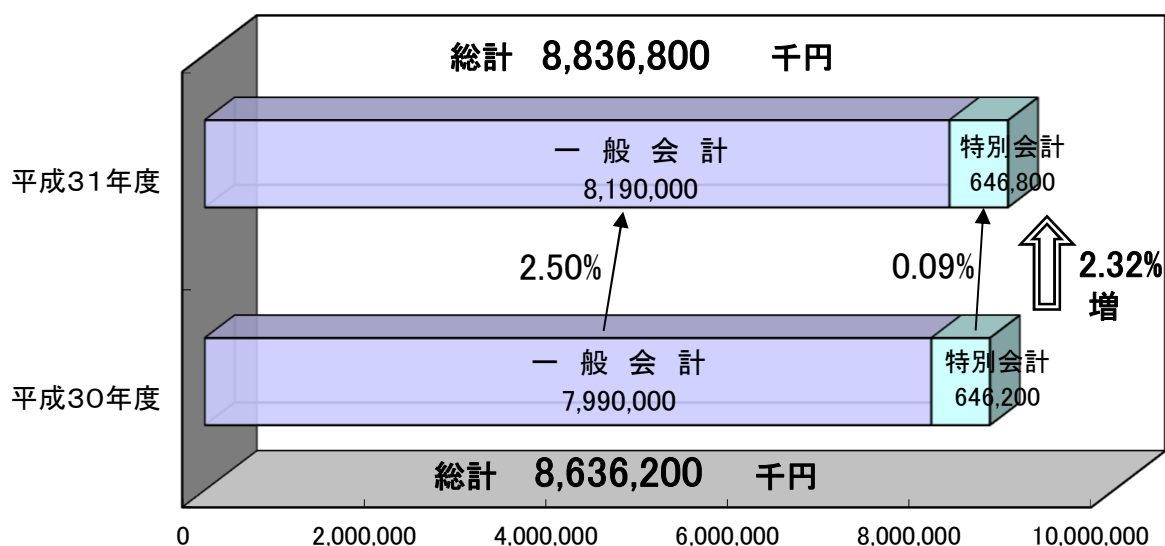 総計 8,836,800 千円
平成31年度
一 般 会 計
8,190,000
特別会計
646,800
2.50%
0.09%
2.32%
増
平成30年度
一 般 会 計
7,990,000
特別会計
646,200
総計 8,636,200 千円
0 2,000,000 4,000,000 6,000,000 8,000,000 10,000,000